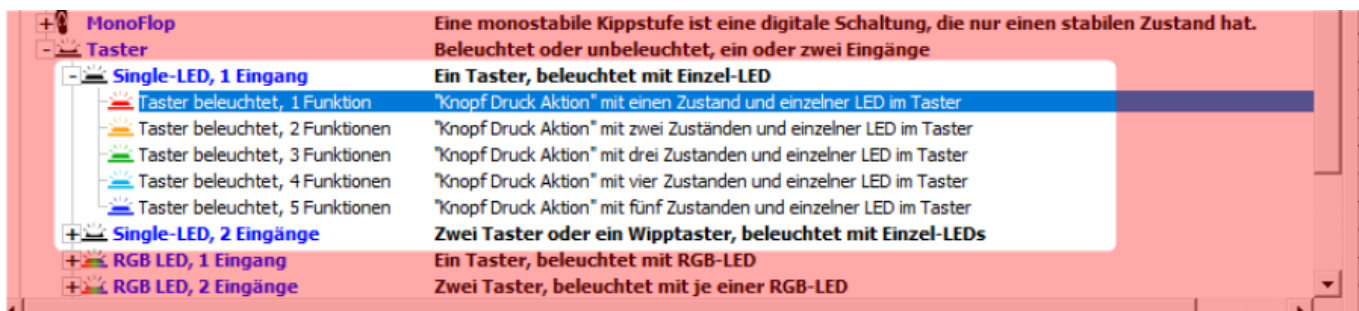 MonoFlop Eine monostabile Kippstufe ist eine digitale Schaltung, die nur einen stabilen Zustand hat.
Taster Beleuchtet oder unbeleuchtet, ein oder zwei Eingänge
Single-LED, 1 Eingang Ein Taster, beleuchtet mit Einzel-LED
Taster beleuchtet, 1 Funktion "Knopf Druck Aktion" mit einen Zustand und einzelner LED im Taster
Taster beleuchtet, 2 Funktionen "Knopf Druck Aktion" mit zwei Zuständen und einzelner LED im Taster
Taster beleuchtet, 3 Funktionen "Knopf Druck Aktion" mit drei Zustanden und einzelner LED im Taster
Taster beleuchtet, 4 Funktionen "Knopf Druck Aktion" mit vier Zustanden und einzelner LED im Taster
Taster beleuchtet, 5 Funktionen "Knopf Druck Aktion" mit fünf Zustanden und einzelner LED im Taster
Single-LED, 2 Eingänge Zwei Taster oder ein Wipptaster, beleuchtet mit Einzel-LEDs
RGB LED, 1 Eingang Ein Taster, beleuchtet mit RGB-LED
RGB LED, 2 Eingänge Zwei Taster, beleuchtet mit je einer RGB-LED